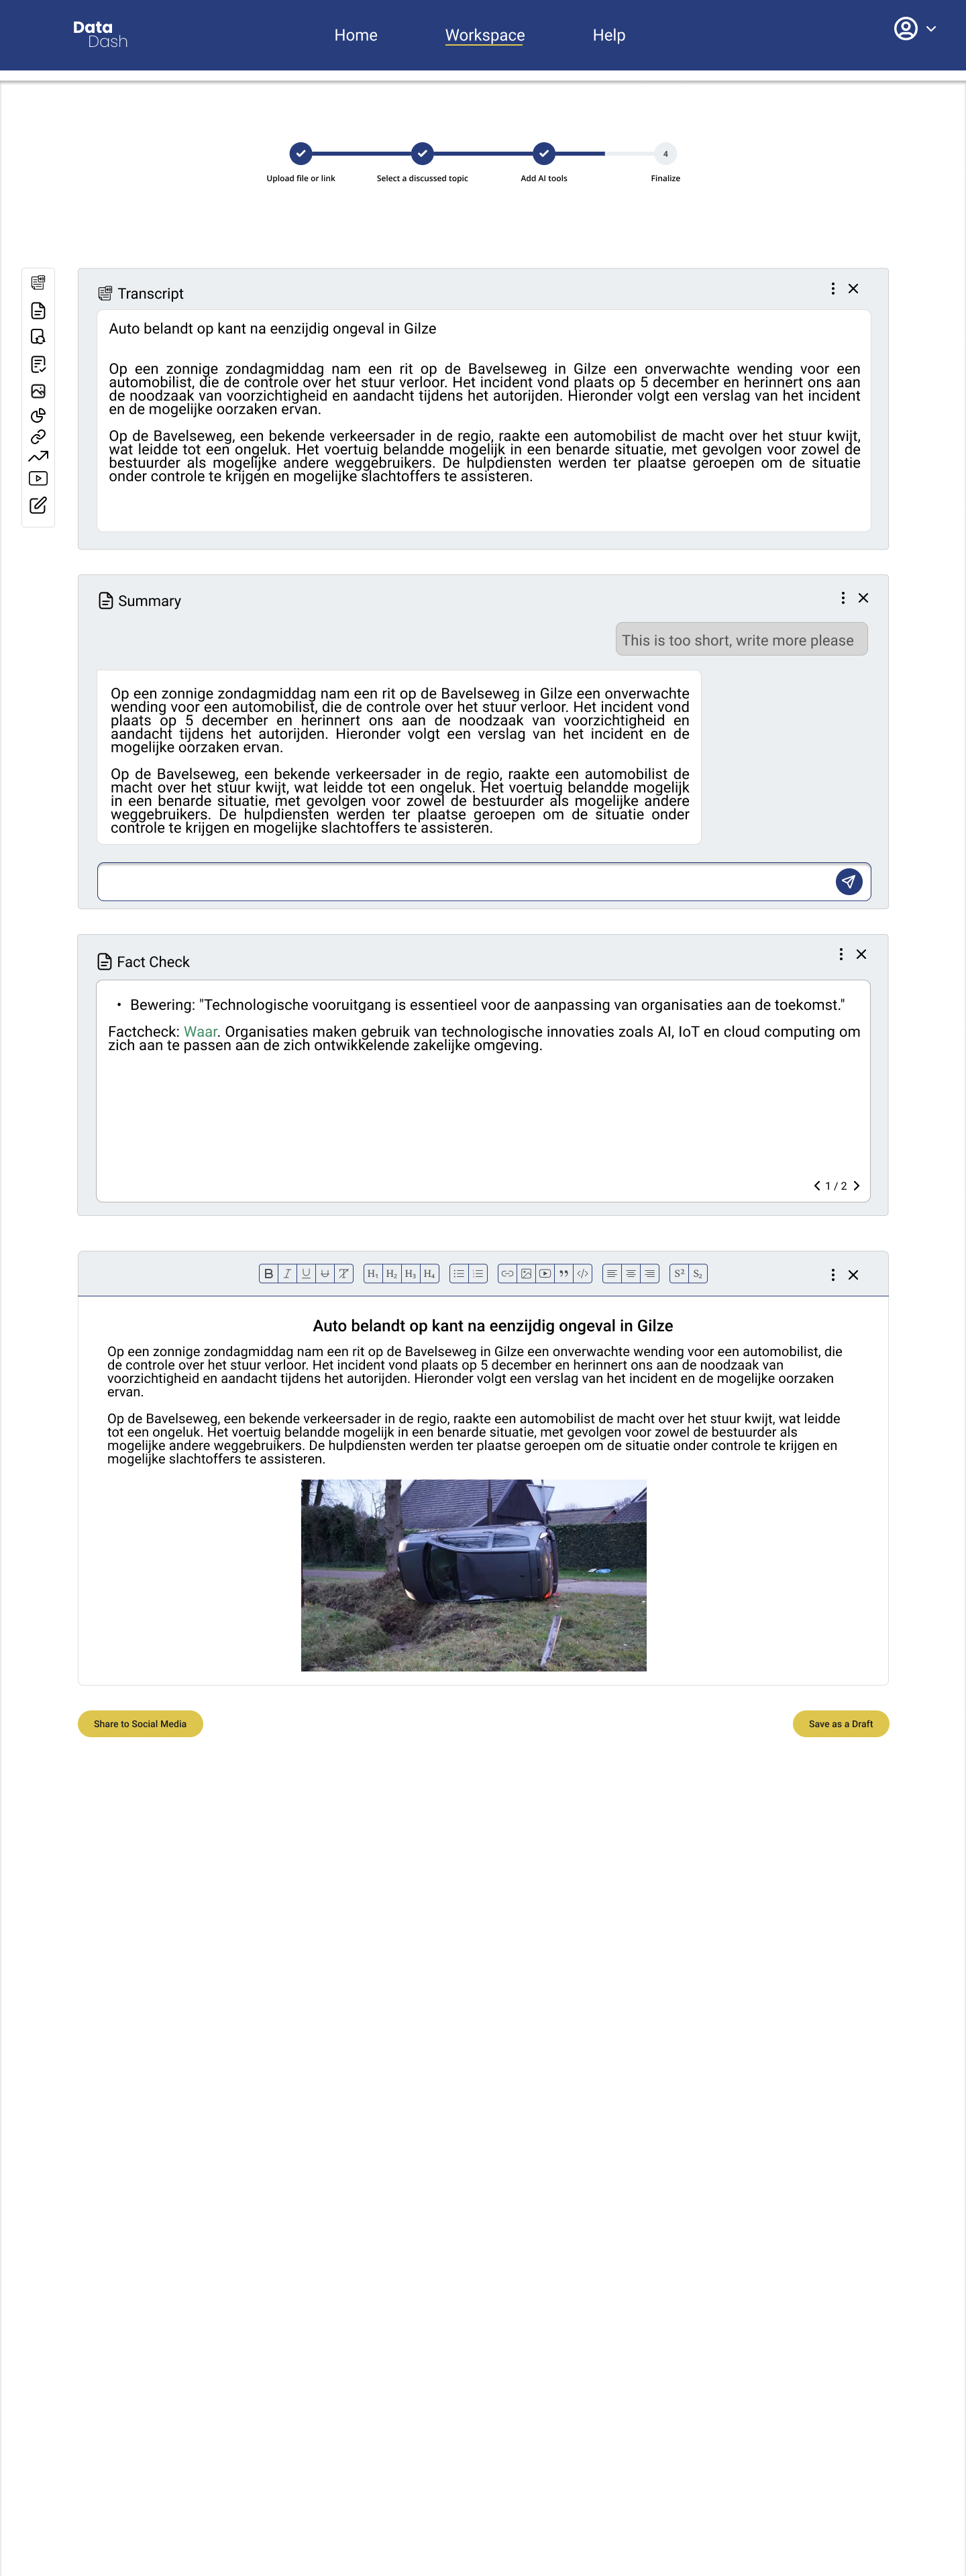 Data
Dash
Home
Workspace
Help
4
Upload file or link
Select a discussed topic
Add AI tools
Finalize
Transcript
Auto belandt op kant na eenzijdig ongeval in Gilze
Op een zonnige zondagmiddag nam een rit op de Bavelseweg in Gilze een onverwachte wending voor een
automobilist, die de controle over het stuur verloor. Het incident vond plaats op 5 december en herinnert ons aan
de noodzaak van voorzichtigheid en aandacht tijdens het autorijden. Hieronder volgt een verslag van het incident
en de mogelijke oorzaken ervan.
Op de Bavelseweg, een bekende verkeersader in de regio, raakte een automobilist de macht over het stuur kwijt,
wat leidde tot een ongeluk. Het voertuig belandde mogelijk in een benarde situatie, met gevolgen voor zowel de
bestuurder als mogelijke andere weggebruikers. De hulpdiensten werden ter plaatse geroepen om de situatie
onder controle te krijgen en mogelijke slachtoffers te assisteren.
Summary
This is too short, write more please
Op een zonnige zondagmiddag nam een rit op de Bavelseweg in Gilze een onverwachte
wending voor een automobilist, die de controle over het stuur verloor. Het incident vond
plaats op 5 december en herinnert ons aan de noodzaak van voorzichtigheid en
aandacht tijdens het autorijden. Hieronder volgt een verslag van het incident en de
mogelijke oorzaken ervan.
Op de Bavelseweg, een bekende verkeersader in de regio, raakte een automobilist de
macht over het stuur kwijt, wat leidde tot een ongeluk. Het voertuig belandde mogelijk
in een benarde situatie, met gevolgen voor zowel de bestuurder als mogelijke andere
weggebruikers. De hulpdiensten werden ter plaatse geroepen om de situatie onder
controle te krijgen en mogelijke slachtoffers te assisteren.
Fact Check
• Bewering: "Technologische vooruitgang is essentieel voor de aanpassing van organisaties aan de toekomst."
Factcheck: Waar. Organisaties maken gebruik van technologische innovaties zoals AI, IoT en cloud computing om
zich aan te passen aan de zich ontwikkelende zakelijke omgeving.
1 / 2
B I U T T H1 H2 H3 H4 S2 S2
Auto belandt op kant na eenzijdig ongeval in Gilze
Op een zonnige zondagmiddag nam een rit op de Bavelseweg in Gilze een onverwachte wending voor een automobilist, die
de controle over het stuur verloor. Het incident vond plaats op 5 december en herinnert ons aan de noodzaak van
voorzichtigheid en aandacht tijdens het autorijden. Hieronder volgt een verslag van het incident en de mogelijke oorzaken
ervan.
Op de Bavelseweg, een bekende verkeersader in de regio, raakte een automobilist de macht over het stuur kwijt, wat leidde
tot een ongeluk. Het voertuig belandde mogelijk in een benarde situatie, met gevolgen voor zowel de bestuurder als
mogelijke andere weggebruikers. De hulpdiensten werden ter plaatse geroepen om de situatie onder controle te krijgen en
mogelijke slachtoffers te assisteren.
Share to Social Media
Save as a Draft